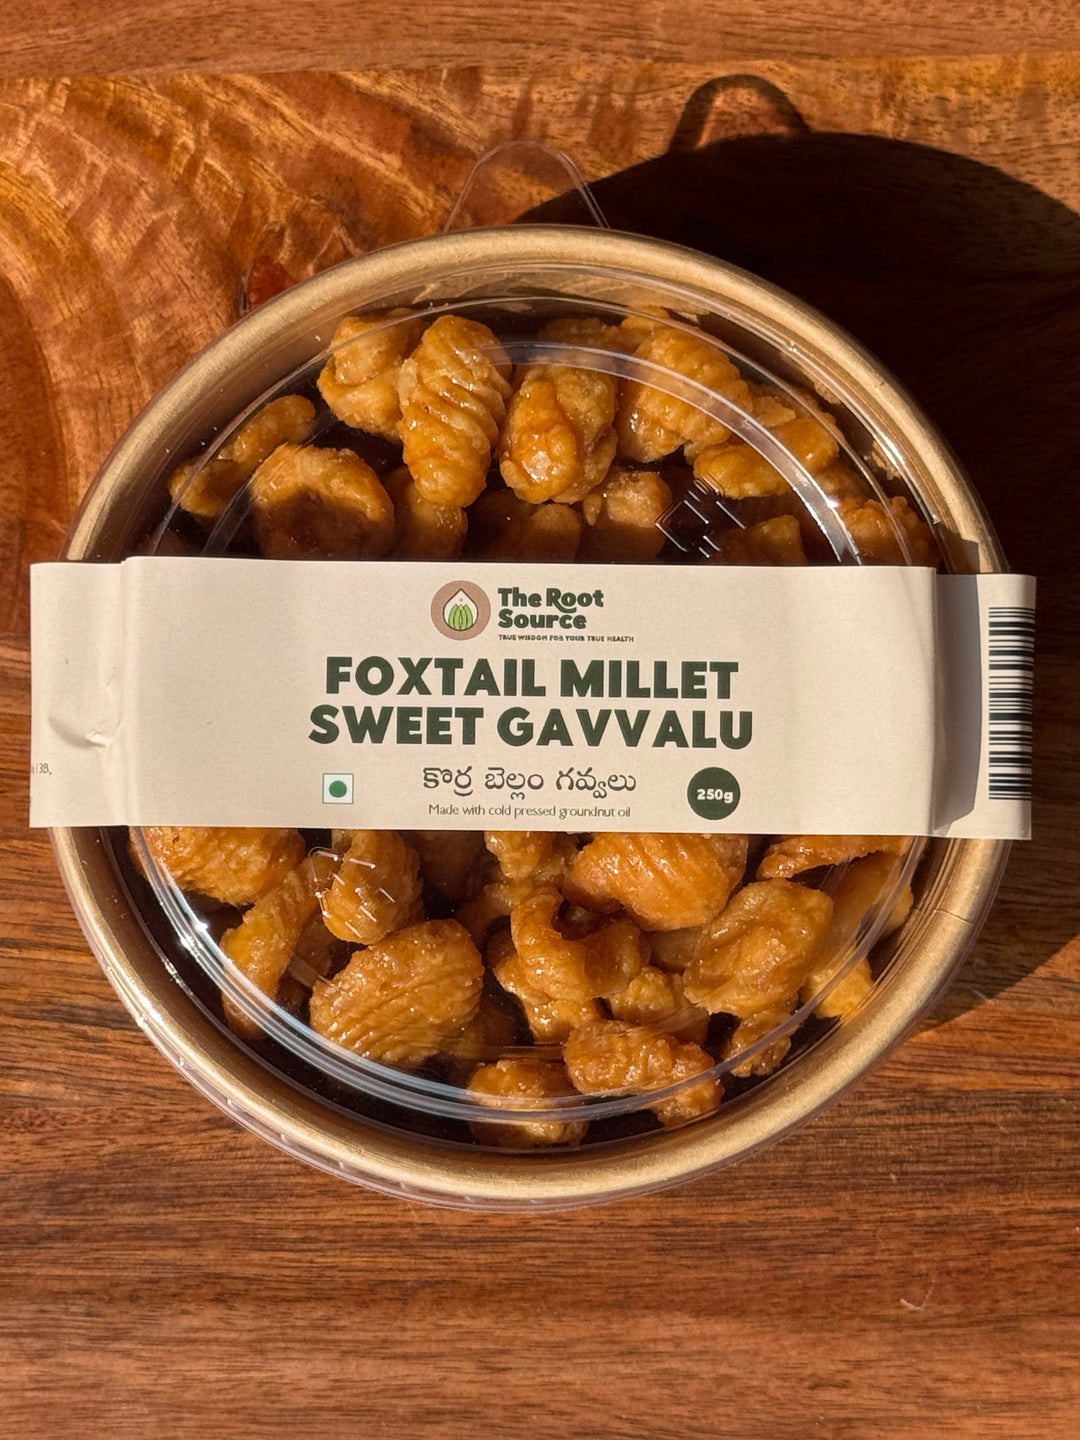 The Root
Source
TRUE WISDOM FOR YOUR TRUE HEALTH
FOXTAIL MILLET
SWEET GAVVALU
కొర్ర బెల్లం గవ్వలు
250g
Made with cold pressed groundnut oil